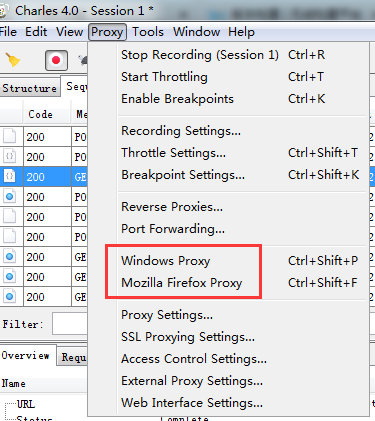 Charles 4.0 - Session 1 *
File Edit View Proxy Tools Window Help
Structure Seq
Code Me
200 PO
200 PO
200 GE
200 PO
200 PO
200 GE
200 GE
200 GE
Filter:
Overview Requ
Name
URL
Status Complete
Stop Recording (Session 1) Ctrl+R
Start Throttling Ctrl+T
Enable Breakpoints Ctrl+K
Recording Settings...
Throttle Settings... Ctrl+Shift+T
Breakpoint Settings... Ctrl+Shift+K
Reverse Proxies...
Port Forwarding...
Windows Proxy Ctrl+Shift+P
Mozilla Firefox Proxy Ctrl+Shift+F
Proxy Settings...
SSL Proxying Settings...
Access Control Settings...
External Proxy Settings...
Web Interface Settings...